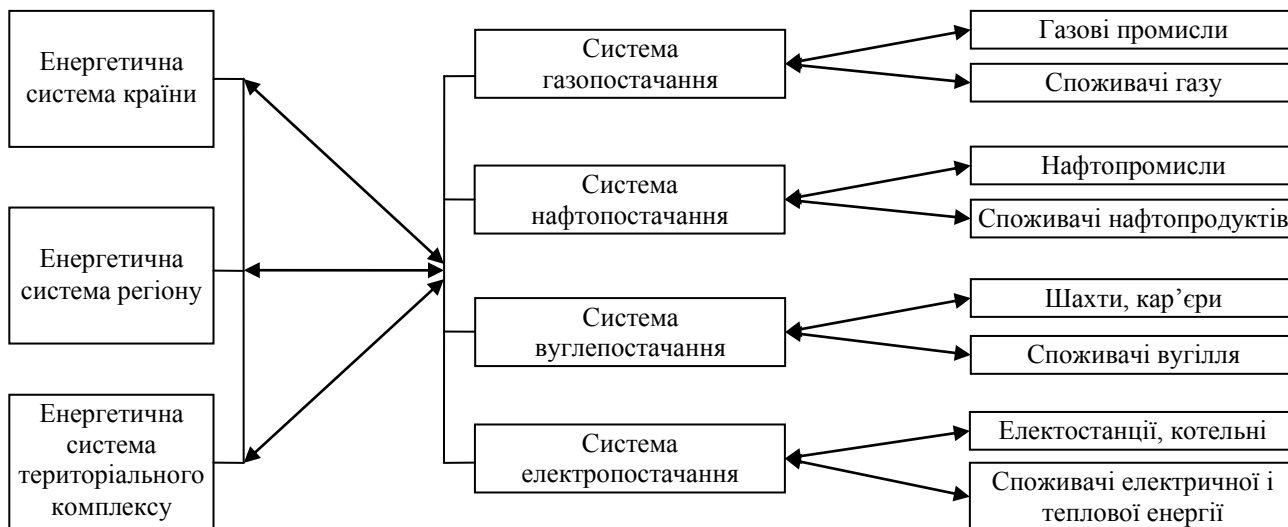 Енергетична
система країни
Енергетична
система регіону
Енергетична
система
територіального
комплексу
Система
газопостачання
Система
нафтопостачання
Система
вуглепостачання
Система
електропостачання
Газові промисли
Споживачі газу
Нафтопромисли
Споживачі нафтопродуктів
Шахти, кар’єри
Споживачі вугілля
Електостанції, котельні
Споживачі електричної і
теплової енергії